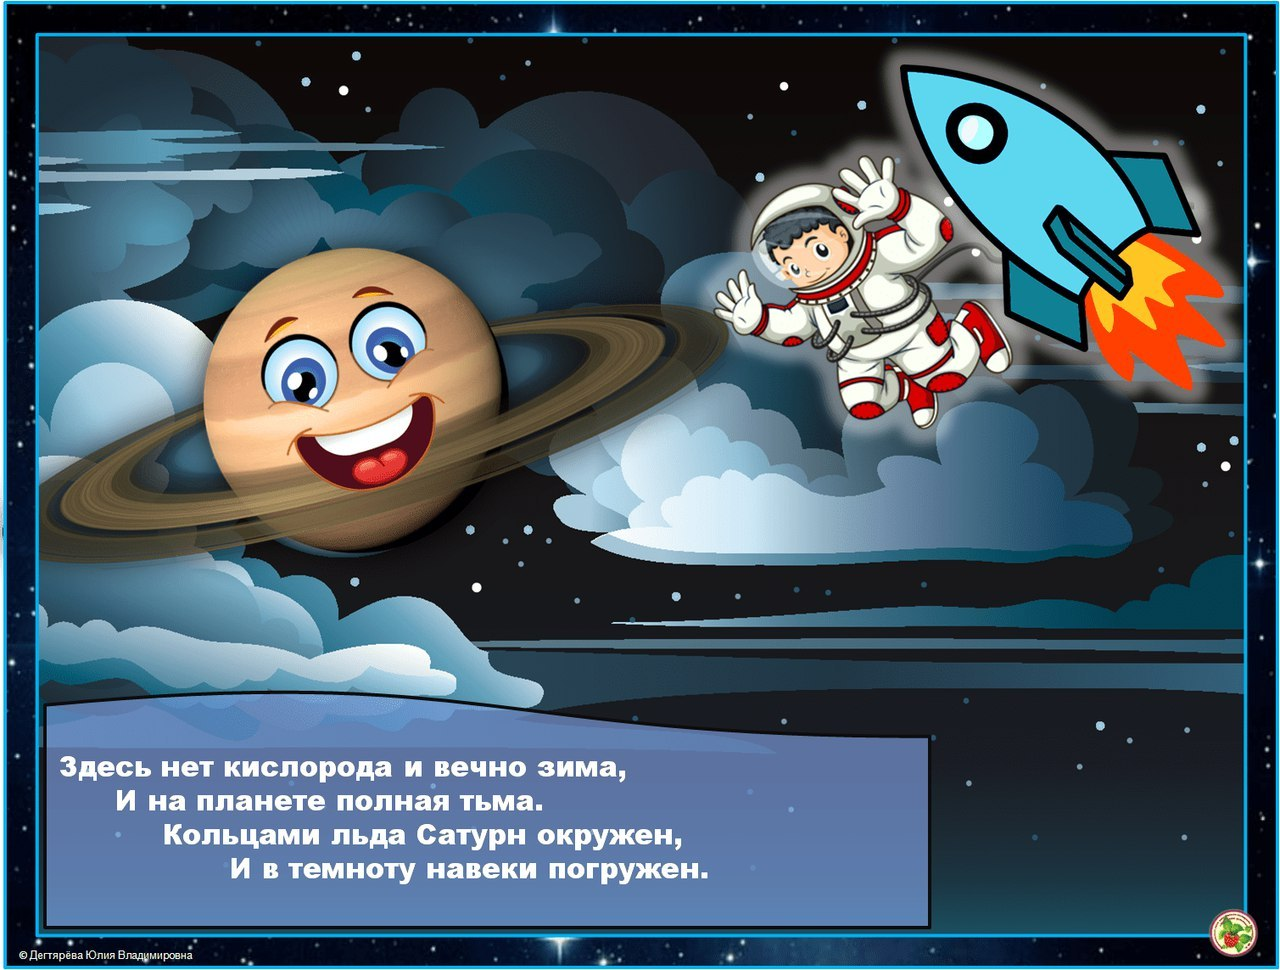 Здесь нет кислорода и вечно зима,
И на планете полная тьма.
Кольцами льда Сатурн окружен,
И в темноту навеки погружен.
© Дегтярёва Юлия Владимировна